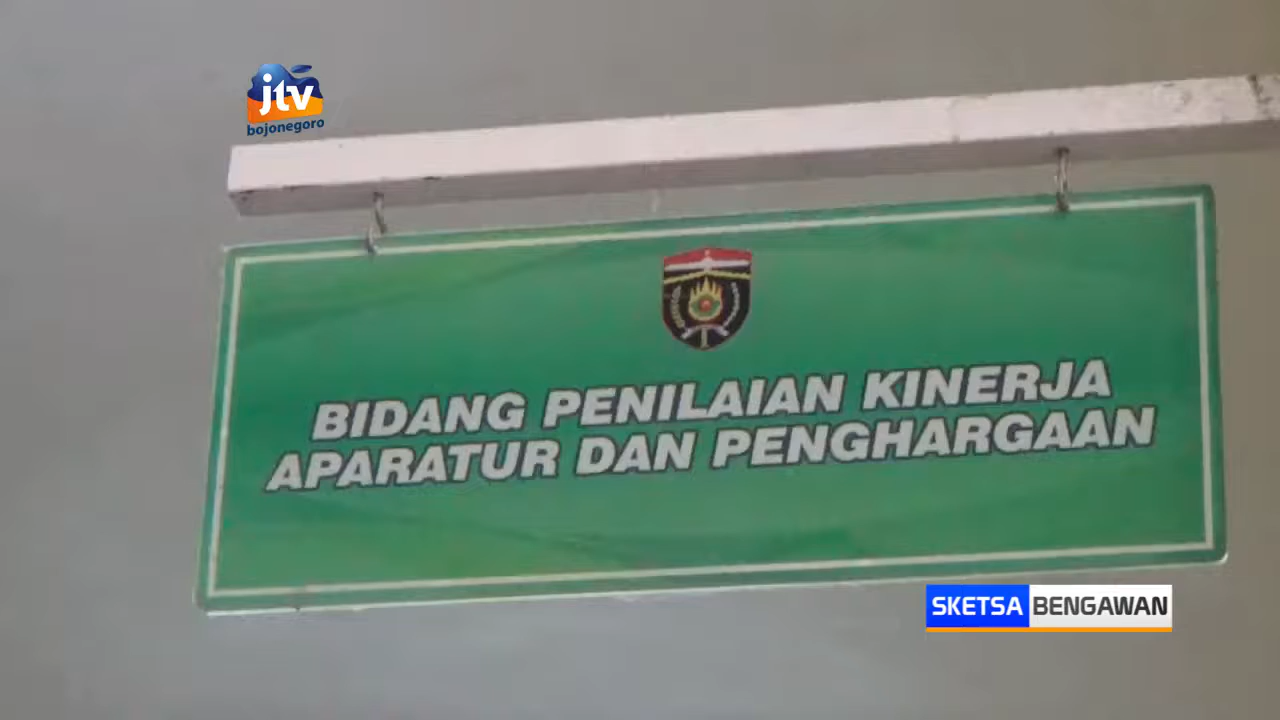 jtv
bojonegoro
BIDANG PENILAIAN KINERJA
APARATUR DAN PENGHARGAAN
SKETSA BENGAWAN